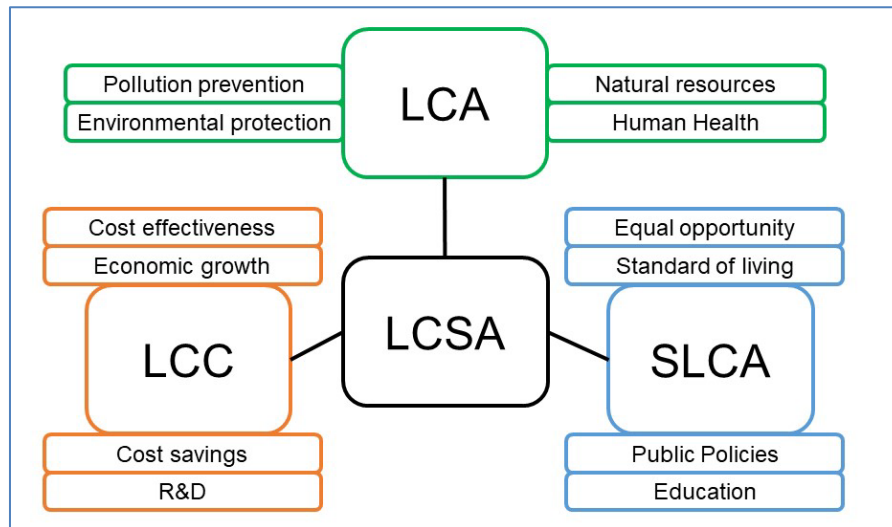 LCA
Pollution prevention
Environmental protection
Natural resources
Human Health
Cost effectiveness
Economic growth
LCC
Cost savings
R&D
LCSA
Equal opportunity
Standard of living
SLCA
Public Policies
Education